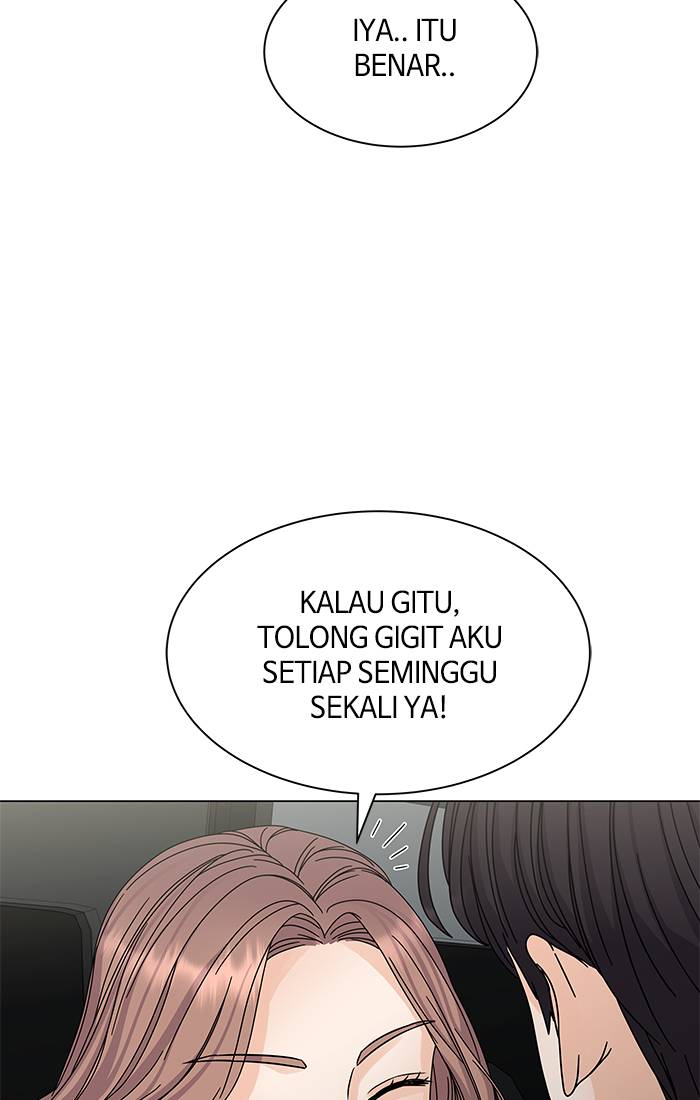 IYA.. ITU
BENAR..
KALAU GITU,
TOLONG GIGIT AKU
SETIAP SEMINGGU
SEKALI YA!